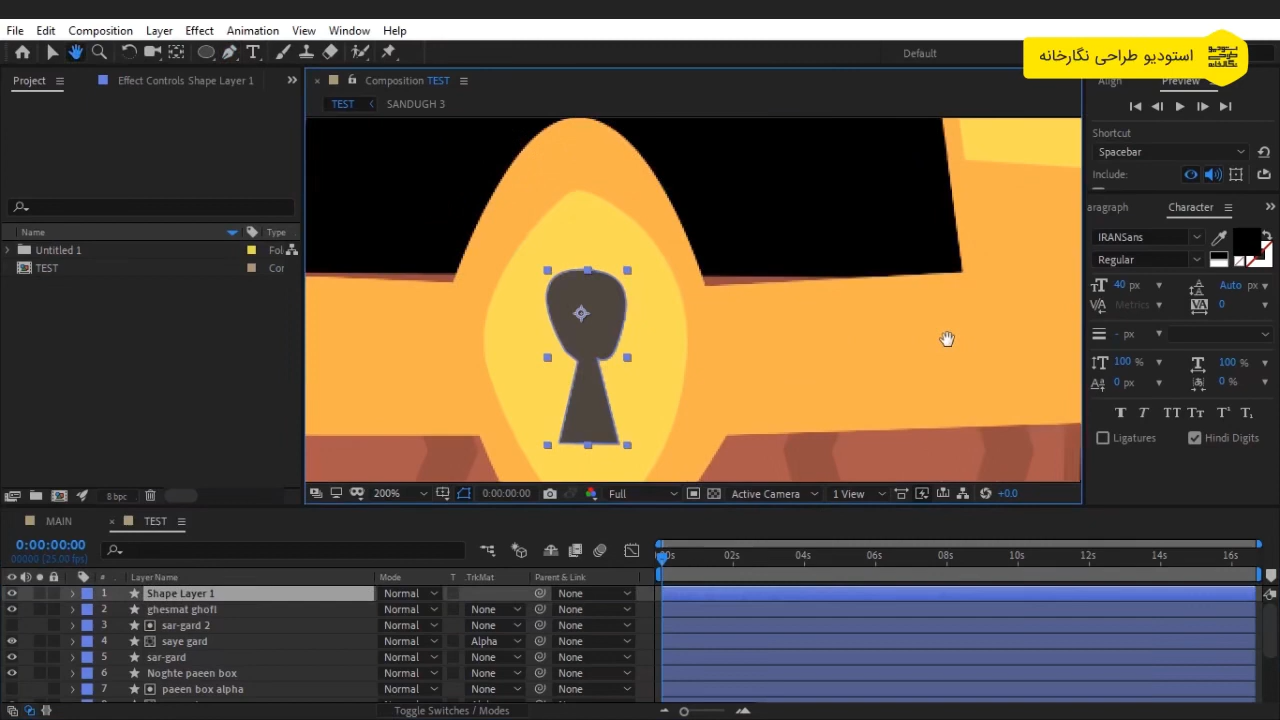 File Edit Composition Layer Effect Animation View Window Help
Default
استودیو طراحی نگارخانه
Project
Effect Controls Shape Layer 1
Composition TEST
Align
Preview
TEST
SANDUGH 3
Shortcut
Spacebar
Include:
aragraph
Character
Name
Type
Untitled 1
Fol
TEST
Cor
IRANSans
Regular
40 px
Auto px
Metrics
0
- px
100 %
100 %
0 px
0 %
Ligatures
Hindi Digits
8 bpc
200%
0:00:00:00
Full
Active Camera
1 View
+0.0
MAIN
TEST
0:00:00:00
00000 (25.00 fps)
00s 02s 04s 06s 08s 10s 12s 14s 16s
# Layer Name Mode T TrkMat Parent & Link
1 Shape Layer 1 Normal None
2 ghesmat ghofl Normal None None
3 sar-gard 2 Normal None None
4 saye gard Normal Alpha None
5 sar-gard Normal None None
6 Noghte paeen box Normal None None
7 paeen box alpha Normal None None
Toggle Switches / Modes